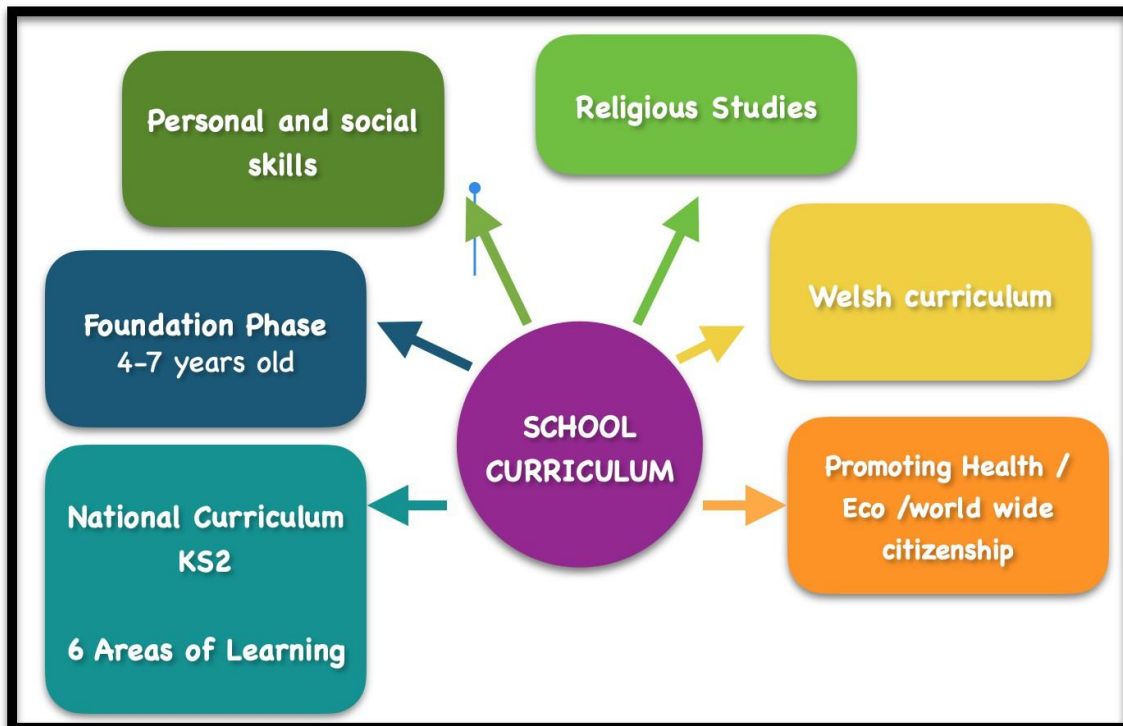 Personal and social
skills
Religious Studies
Foundation Phase
4-7 years old
Welsh curriculum
SCHOOL
CURRICULUM
National Curriculum
KS2
6 Areas of Learning
Promoting Health /
Eco /world wide
citizenship